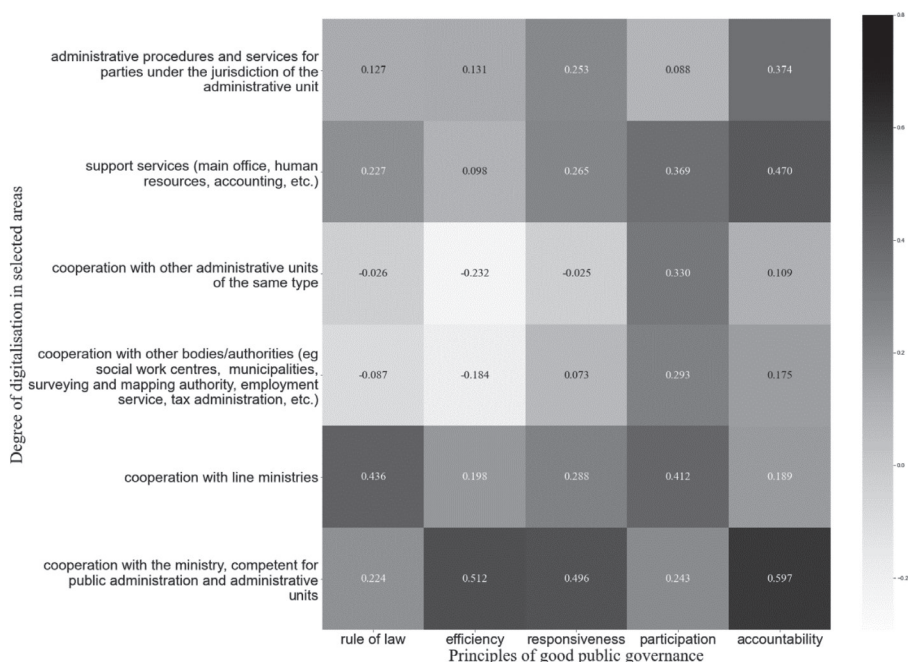 administrative procedures and services for
parties under the jurisdiction of the
administrative unit
0.127 0.131 0.253 0.088 0.374
support services (main office, human
resources, accounting, etc.)
0.227 0.098 0.265 0.369 0.470
cooperation with other administrative units
of the same type
-0.026 -0.232 -0.025 0.330 0.109
cooperation with other bodies/authorities (eg
social work centres, municipalities,
surveying and mapping authority, employment
service, tax administration, etc.)
-0.087 -0.184 0.073 0.293 0.175
cooperation with line ministries
0.436 0.198 0.288 0.412 0.189
cooperation with the ministry, competent for
public administration and administrative
units
0.224 0.512 0.496 0.243 0.597
rule of law efficiency responsiveness participation accountability
Principles of good public governance
Degree of digitalisation in selected areas
0.8
0.6
0.4
0.2
0.0
-0.2